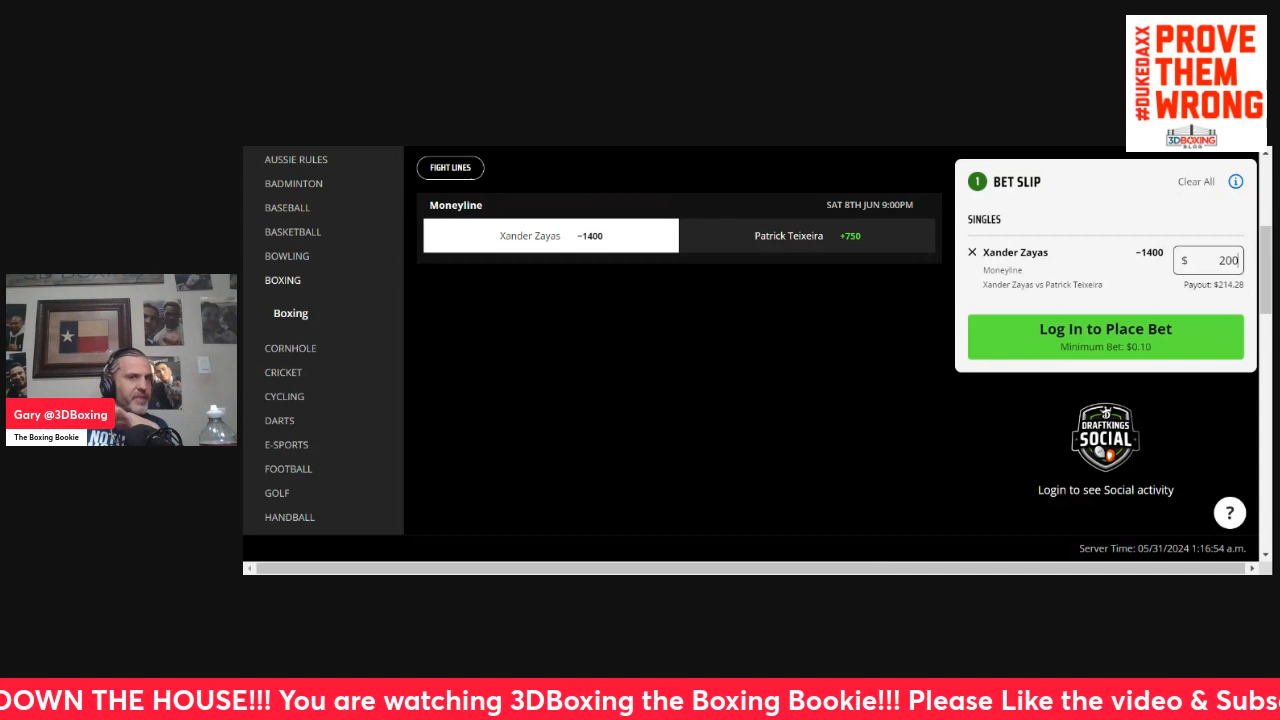 #DUKEDAXX
PROVE
THEM
WRONG
3DBOXING
BLOG
AUSSIE RULES
BADMINTON
BASEBALL
BASKETBALL
BOWLING
BOXING
Boxing
CORNHOLE
CRICKET
CYCLING
DARTS
E-SPORTS
FOOTBALL
GOLF
HANDBALL
FIGHT LINES
Moneyline SAT 8TH JUN 9:00PM
Xander Zayas −1400 Patrick Teixeira +750
1 BET SLIP Clear All i
SINGLES
× Xander Zayas −1400 $ 200
Moneyline
Xander Zayas vs Patrick Teixeira Payout: $214.28
Log In to Place Bet
Minimum Bet: $0.10
DRAFTKINGS
SOCIAL
Login to see Social activity
?
Server Time: 05/31/2024 1:16:54 a.m.
Gary @3DBoxing
The Boxing Bookie
DOWN THE HOUSE!!! You are watching 3DBoxing the Boxing Bookie!!! Please Like the video & Subs